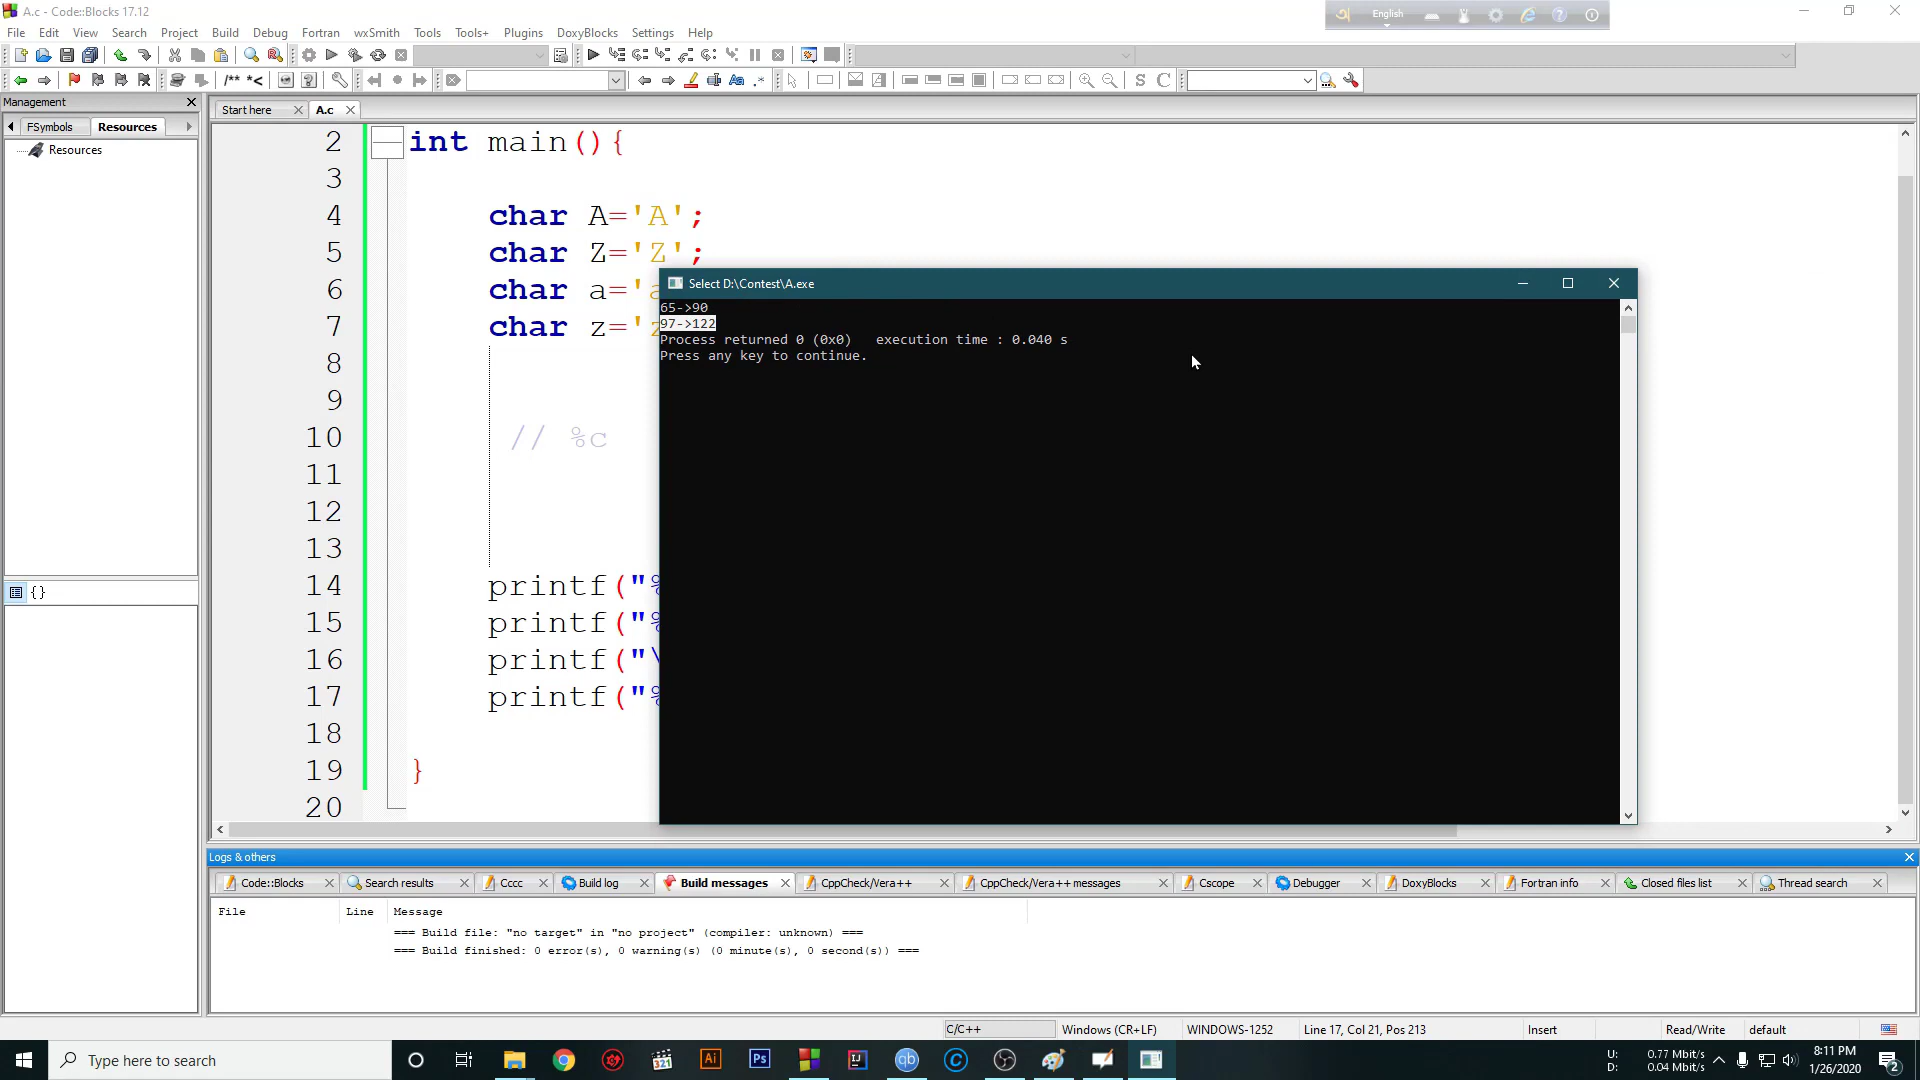 A.c - Code::Blocks 17.12
English
File Edit View Search Project Build Debug Fortran wxSmith Tools Tools+ Plugins DoxyBlocks Settings Help
/** *< Aa .* S C
Management
Start here A.c
FSymbols Resources
Resources
2 int main(){
3
4 char A='A';
5 char Z='Z';
6 char a='a
7 char z='z
8
9
10 // %c
11
12
13
14 printf("%
15 printf("%
16 printf("\
17 printf("%
18
19 }
20
Select D:\Contest\A.exe
65->90
97->122
Process returned 0 (0x0) execution time : 0.040 s
Press any key to continue.
{}
Logs & others
Code::Blocks Search results Cccc Build log Build messages CppCheck/Vera++ CppCheck/Vera++ messages Cscope Debugger DoxyBlocks Fortran info Closed files list Thread search
File Line Message
=== Build file: "no target" in "no project" (compiler: unknown) ===
=== Build finished: 0 error(s), 0 warning(s) (0 minute(s), 0 second(s)) ===
C/C++ Windows (CR+LF) WINDOWS-1252 Line 17, Col 21, Pos 213 Insert Read/Write default
Type here to search
321 Ai Ps IJ qb C
U: 0.77 Mbit/s
D: 0.04 Mbit/s
8:11 PM
1/26/2020
2